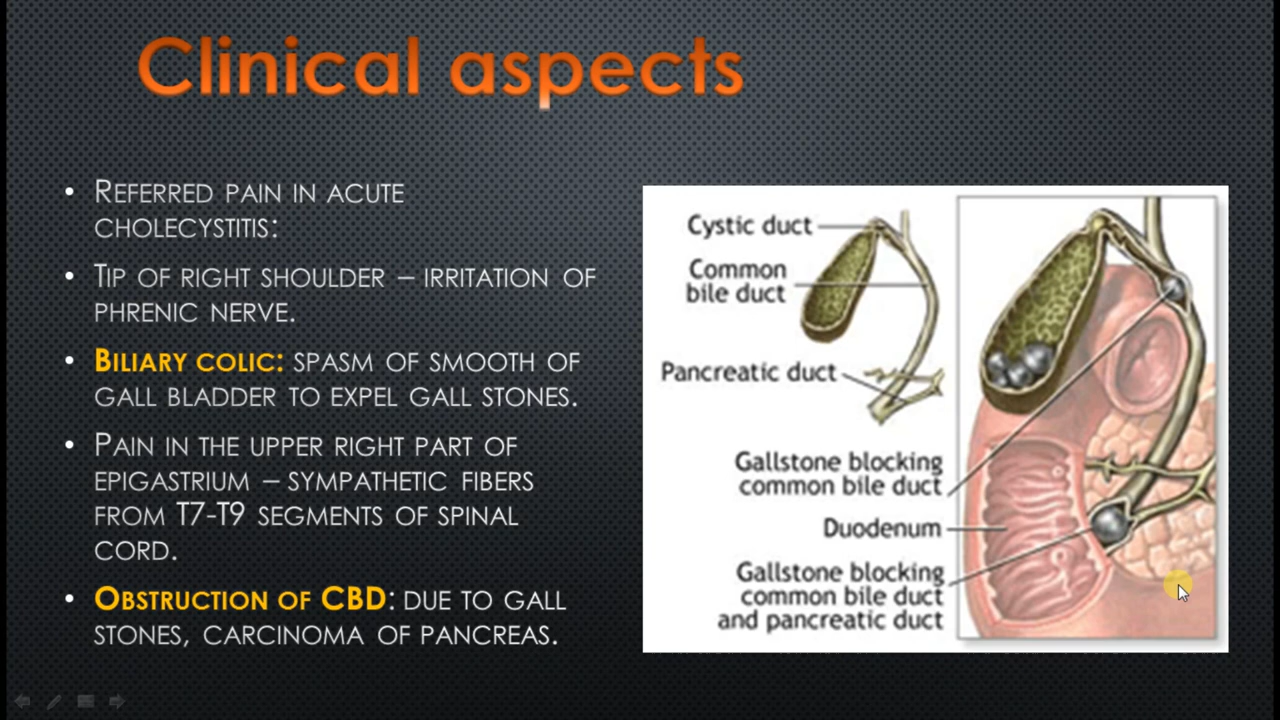 Clinical aspects
• Referred pain in acute
cholecystitis:
• Tip of right shoulder – irritation of
phrenic nerve.
• Biliary colic: spasm of smooth of
gall bladder to expel gall stones.
• Pain in the upper right part of
epigastrium – sympathetic fibers
from T7-T9 segments of spinal
cord.
• Obstruction of CBD: due to gall
stones, carcinoma of pancreas.
Cystic duct
Common
bile duct
Pancreatic duct
Gallstone blocking
common bile duct
Duodenum
Gallstone blocking
common bile duct
and pancreatic duct